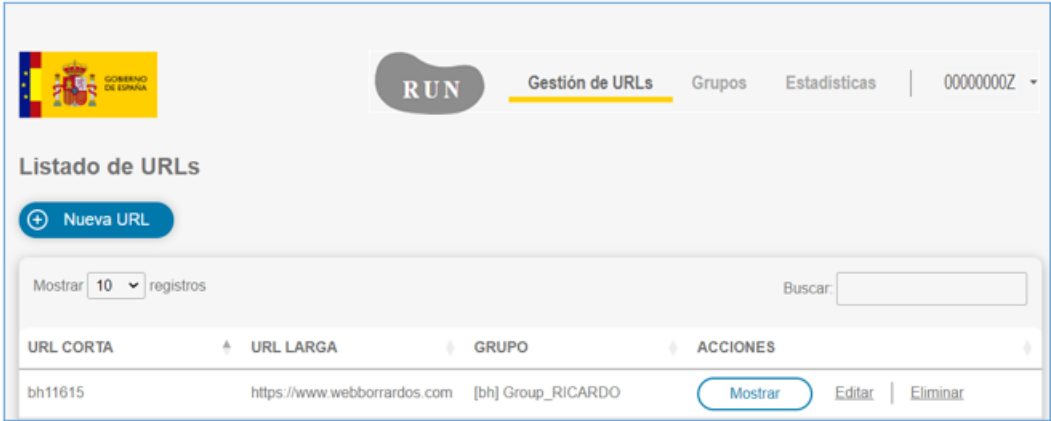 GOBIERNO
DE ESPAÑA
RUN
Gestión de URLs
Grupos
Estadisticas
00000000Z
Listado de URLs
Nueva URL
Mostrar 10 registros
Buscar:
URL CORTA URL LARGA GRUPO ACCIONES
bh11615 https://www.webborrardos.com [bh] Group_RICARDO Mostrar Editar Eliminar